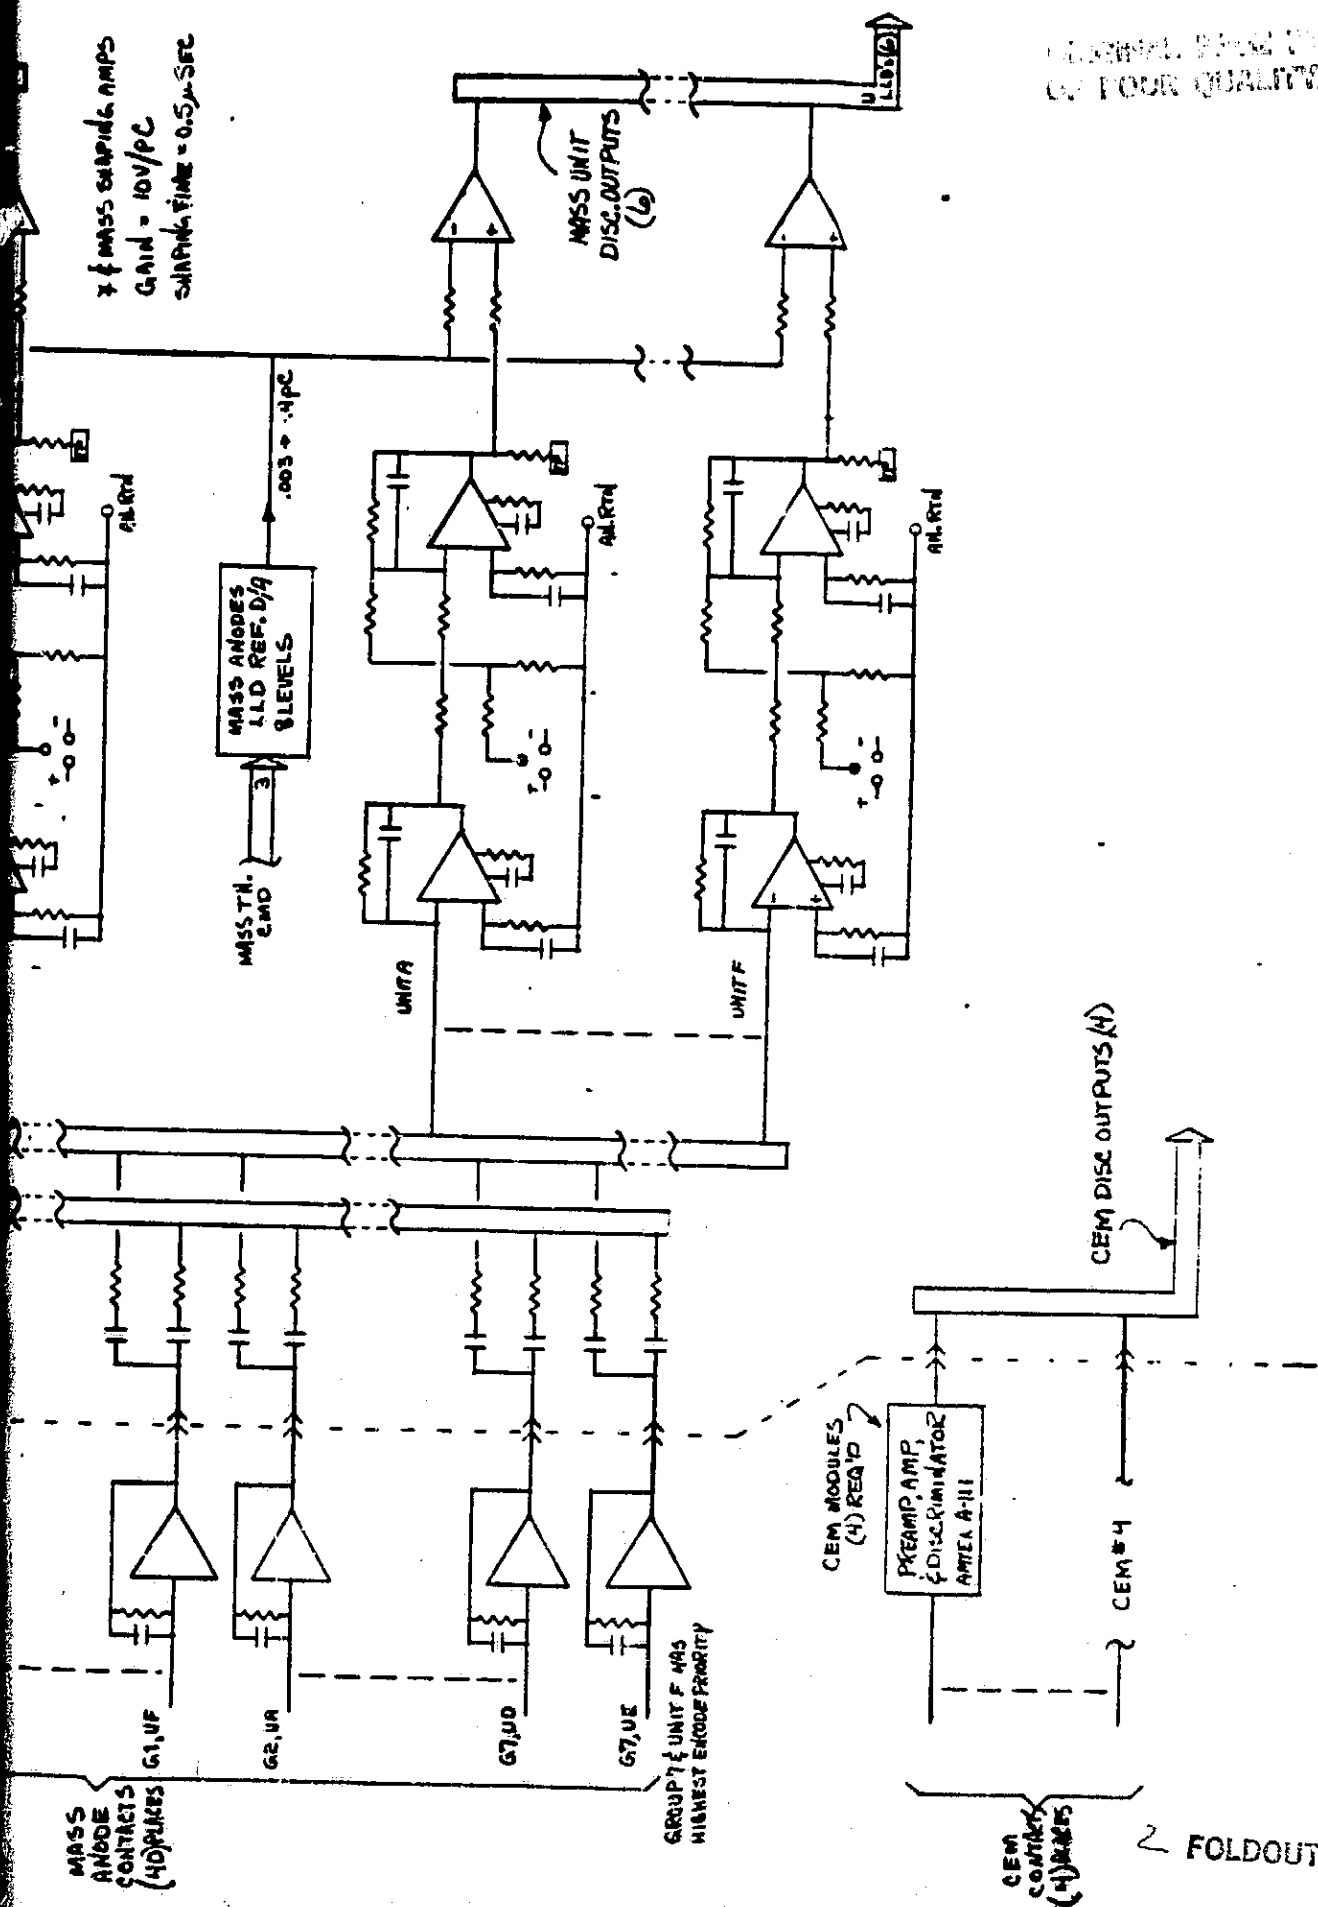 * ⨍ MASS SHAPING AMPS
GAIN = 10V/PC
SHAPING TIME = 0.5μSEC
MASS UNIT
DISC. OUTPUTS
(6)
U
LLD's (6)
OF POOR QUALITY
.003 → .4PC
AN. RTN
MASS ANODES
LLD REF. D/A
8 LEVELS
3
MASS TH.
CMD
AN. RTN
AN. RTN
+ -
+ -
+ -
- +
- +
- +
UNIT A
UNIT F
CEM DISC OUTPUTS (4)
CEM MODULES
(4) REQ'D
PREAMP, AMP,
& DISCRIMINATOR
AMTEK A-111
CEM #4
G1, UF
G2, UA
G7, UD
G7, UE
GROUP 7 & UNIT F HAS
HIGHEST ENCODE PRIORITY
MASS
ANODE
CONTACTS
(40) PLACES
CEM
CONTACTS
(4) PLACES
2 FOLDOUT